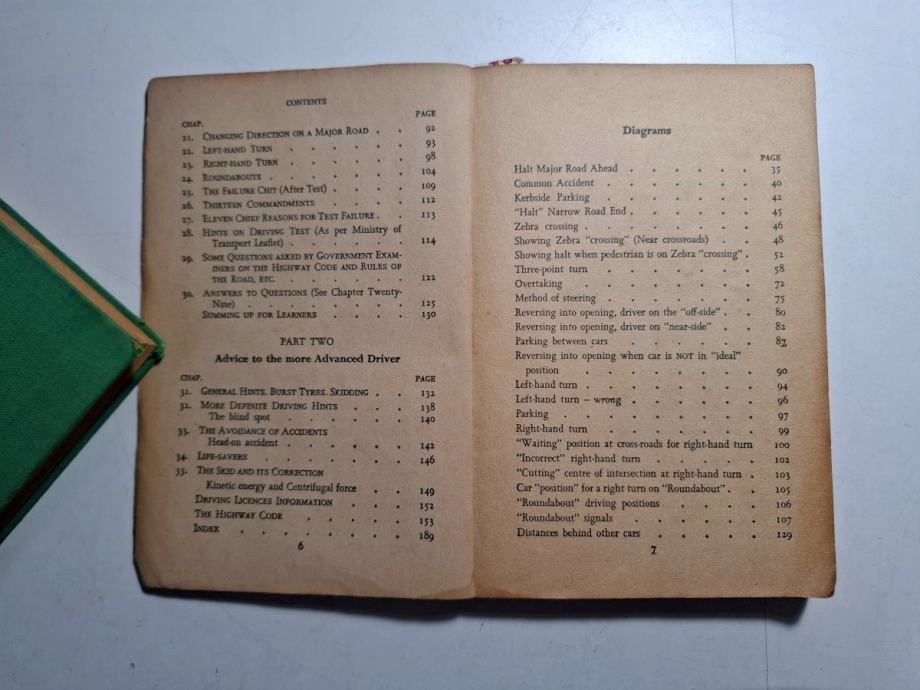 CONTENTS
CHAP. PAGE
21. CHANGING DIRECTION ON A MAJOR ROAD . . 92
22. LEFT-HAND TURN . . . . . . 93
23. RIGHT-HAND TURN . . . . . . 98
24. ROUNDABOUTS . . . . . . . 104
25. THE FAILURE CHIT (After Test) . . . . 109
26. THIRTEEN COMMANDMENTS . . . . 112
27. ELEVEN CHIEF REASONS FOR TEST FAILURE . . 113
28. HINTS ON DRIVING TEST (As per Ministry of
Transport Leaflet) . . . . . . 114
29. SOME QUESTIONS ASKED BY GOVERNMENT EXAM-
INERS ON THE HIGHWAY CODE AND RULES OF
THE ROAD, ETC. . . . . . . 122
30. ANSWERS TO QUESTIONS (See Chapter Twenty-
Nine) . . . . . . . . 125
SUMMING UP FOR LEARNERS . . . . 130
PART TWO
Advice to the more Advanced Driver
CHAP. PAGE
31. GENERAL HINTS. BURST TYRES. SKIDDING . . 132
32. MORE DEFINITE DRIVING HINTS . . . . 138
The blind spot . . . . . . . 140
33. THE AVOIDANCE OF ACCIDENTS
Head-on accident . . . . . . 142
34. LIFE-SAVERS . . . . . . . 146
35. THE SKID AND ITS CORRECTION
Kinetic energy and Centrifugal force . . 149
DRIVING LICENCES INFORMATION . . . . 152
THE HIGHWAY CODE . . . . . 153
INDEX . . . . . . . . 189
6
Diagrams
PAGE
Halt Major Road Ahead . . . . . . 35
Common Accident . . . . . . . 40
Kerbside Parking . . . . . . . 42
"Halt" Narrow Road End . . . . . . 45
Zebra crossing . . . . . . . 46
Showing Zebra "crossing" (Near crossroads) . . 48
Showing halt when pedestrian is on Zebra "crossing" . 52
Three-point turn . . . . . . . 58
Overtaking . . . . . . . . 72
Method of steering . . . . . . . 75
Reversing into opening, driver on the "off-side" . . 80
Reversing into opening, driver on "near-side" . . 82
Parking between cars . . . . . . 87
Reversing into opening when car is NOT in "ideal"
position . . . . . . . . 90
Left-hand turn . . . . . . . 94
Left-hand turn – wrong . . . . . . 96
Parking . . . . . . . . 97
Right-hand turn . . . . . . . 99
"Waiting" position at cross-roads for right-hand turn 100
"Incorrect" right-hand turn . . . . . 102
"Cutting" centre of intersection at right-hand turn . 103
Car "position" for a right turn on "Roundabout" . . 105
"Roundabout" driving positions . . . . 106
"Roundabout" signals . . . . . . 107
Distances behind other cars . . . . . 129
7